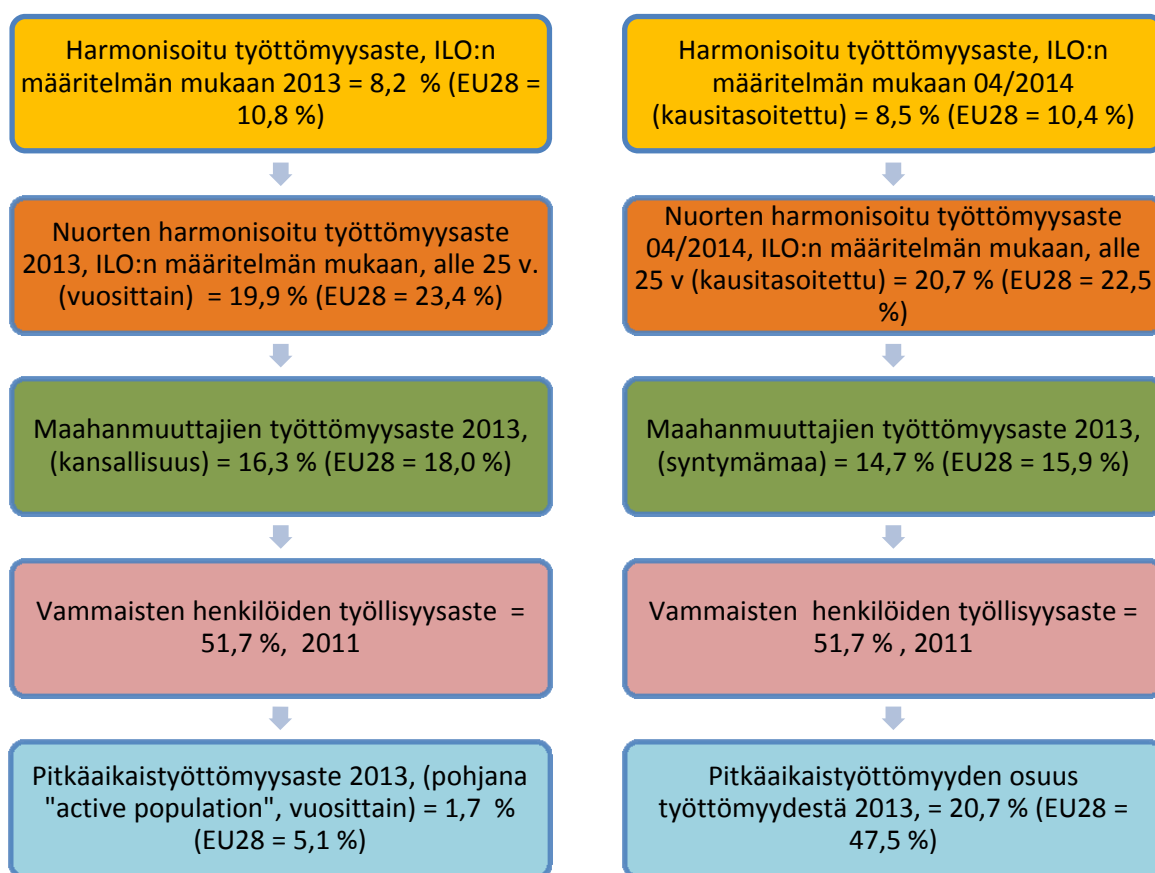 Harmonisoitu työttömyysaste, ILO:n
määritelmän mukaan 2013 = 8,2 % (EU28 =
10,8 %)
Nuorten harmonisoitu työttömyysaste
2013, ILO:n määritelmän mukaan, alle 25 v.
(vuosittain) = 19,9 % (EU28 = 23,4 %)
Maahanmuuttajien työttömyysaste 2013,
(kansallisuus) = 16,3 % (EU28 = 18,0 %)
Vammaisten henkilöiden työllisyysaste =
51,7 %, 2011
Pitkäaikaistyöttömyysaste 2013, (pohjana
"active population", vuosittain) = 1,7 %
(EU28 = 5,1 %)
Harmonisoitu työttömyysaste, ILO:n
määritelmän mukaan 04/2014
(kausitasoitettu) = 8,5 % (EU28 = 10,4 %)
Nuorten harmonisoitu työttömyysaste
04/2014, ILO:n määritelmän mukaan, alle
25 v (kausitasoitettu) = 20,7 % (EU28 = 22,5
%)
Maahanmuuttajien työttömyysaste 2013,
(syntymämaa) = 14,7 % (EU28 = 15,9 %)
Vammaisten henkilöiden työllisyysaste =
51,7 % , 2011
Pitkäaikaistyöttömyyden osuus
työttömyydestä 2013, = 20,7 % (EU28 =
47,5 %)